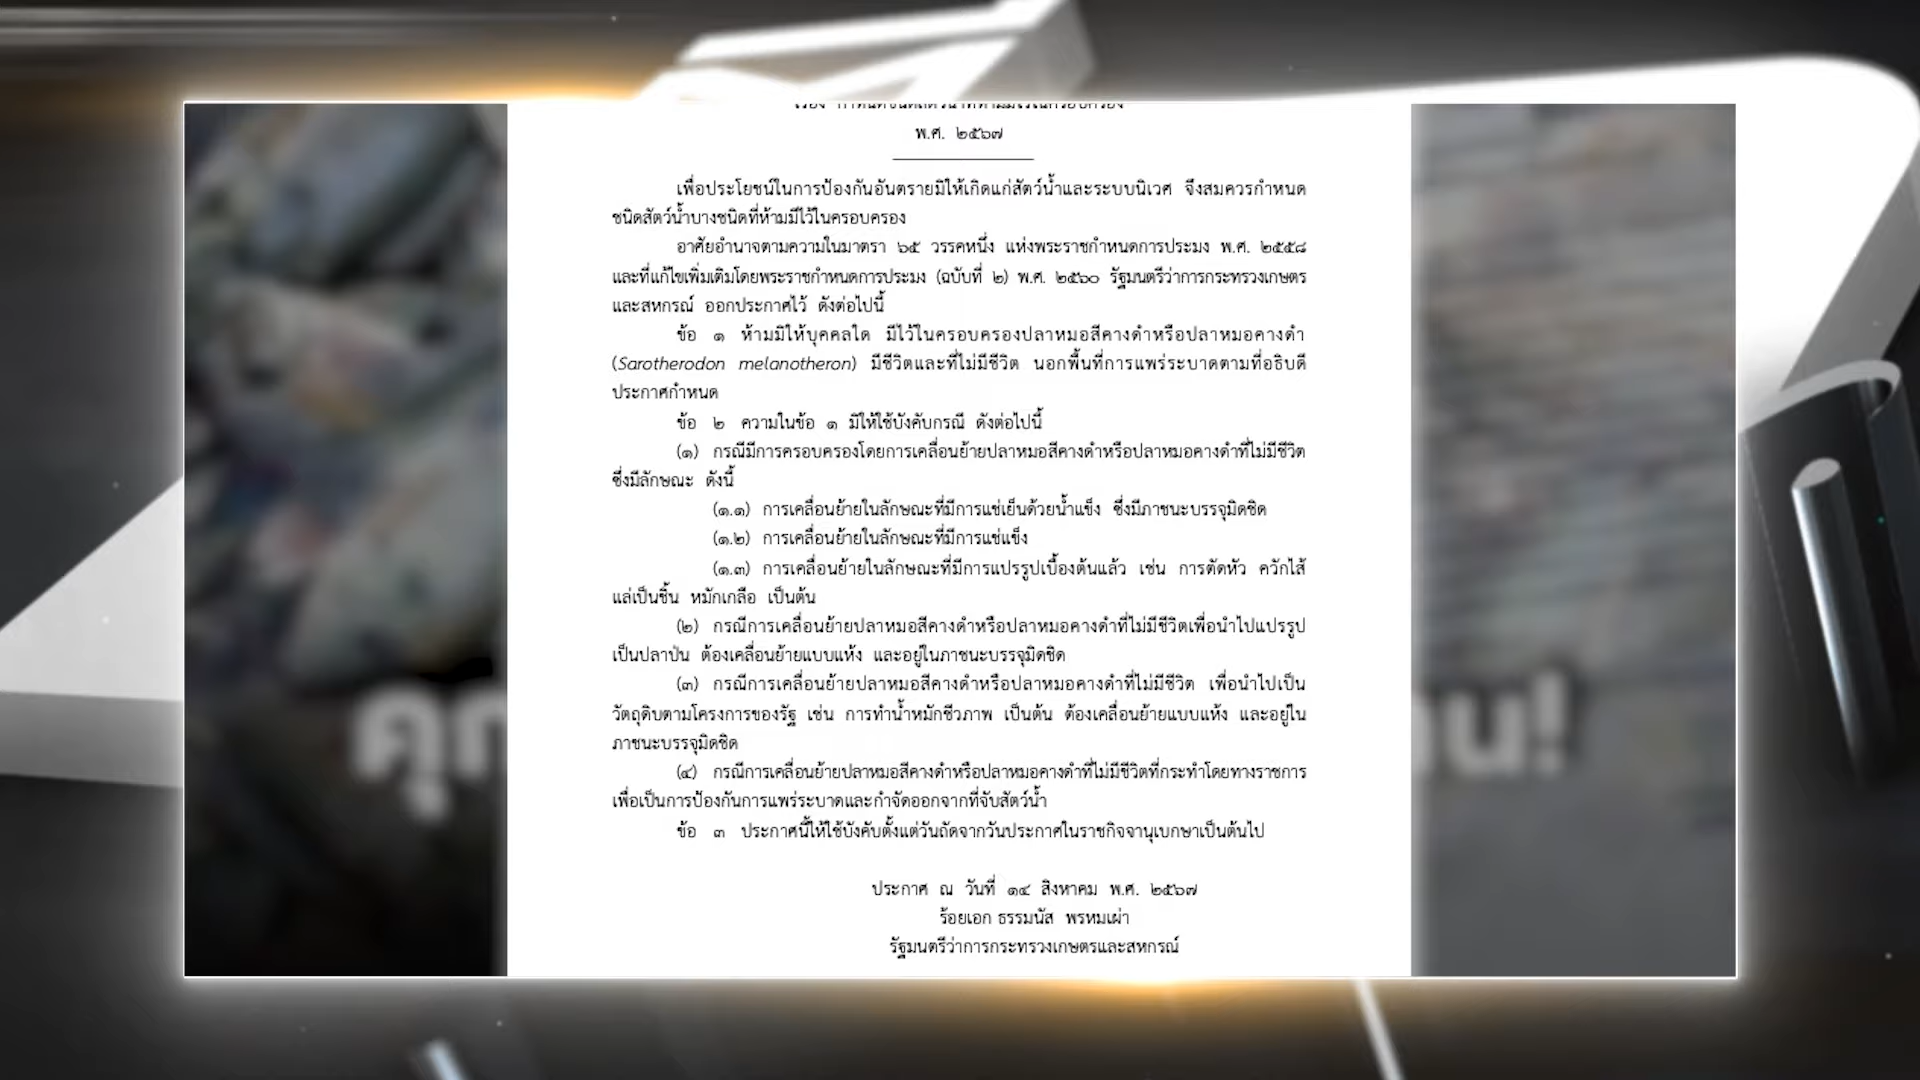 เรื่อง กำหนดชนิดสัตว์น้ำที่ห้ามมีไว้ในครอบครอง
พ.ศ. ๒๕๖๗
เพื่อประโยชน์ในการป้องกันอันตรายมิให้เกิดแก่สัตว์น้ำและระบบนิเวศ จึงสมควรกำหนด
ชนิดสัตว์น้ำบางชนิดที่ห้ามมีไว้ในครอบครอง
อาศัยอำนาจตามความในมาตรา ๖๕ วรรคหนึ่ง แห่งพระราชกำหนดการประมง พ.ศ. ๒๕๕๘
และที่แก้ไขเพิ่มเติมโดยพระราชกำหนดการประมง (ฉบับที่ ๒) พ.ศ. ๒๕๖๐ รัฐมนตรีว่าการกระทรวงเกษตร
และสหกรณ์ ออกประกาศไว้ ดังต่อไปนี้
ข้อ ๑ ห้ามมิให้บุคคลใด มีไว้ในครอบครองปลาหมอสีคางดำหรือปลาหมอคางดำ
(Sarotherodon melanotheron) มีชีวิตและที่ไม่มีชีวิต นอกพื้นที่การแพร่ระบาดตามที่อธิบดี
ประกาศกำหนด
ข้อ ๒ ความในข้อ ๑ มิให้ใช้บังคับกรณี ดังต่อไปนี้
(๑) กรณีมีการครอบครองโดยการเคลื่อนย้ายปลาหมอสีคางดำหรือปลาหมอคางดำที่ไม่มีชีวิต
ซึ่งมีลักษณะ ดังนี้
(๑.๑) การเคลื่อนย้ายในลักษณะที่มีการแช่เย็นด้วยน้ำแข็ง ซึ่งมีภาชนะบรรจุมิดชิด
(๑.๒) การเคลื่อนย้ายในลักษณะที่มีการแช่แข็ง
(๑.๓) การเคลื่อนย้ายในลักษณะที่มีการแปรรูปเบื้องต้นแล้ว เช่น การตัดหัว ควักไส้
แล่เป็นชิ้น หมักเกลือ เป็นต้น
(๒) กรณีการเคลื่อนย้ายปลาหมอสีคางดำหรือปลาหมอคางดำที่ไม่มีชีวิตเพื่อนำไปแปรรูป
เป็นปลาป่น ต้องเคลื่อนย้ายแบบแห้ง และอยู่ในภาชนะบรรจุมิดชิด
(๓) กรณีการเคลื่อนย้ายปลาหมอสีคางดำหรือปลาหมอคางดำที่ไม่มีชีวิต เพื่อนำไปเป็น
วัตถุดิบตามโครงการของรัฐ เช่น การทำน้ำหมักชีวภาพ เป็นต้น ต้องเคลื่อนย้ายแบบแห้ง และอยู่ใน
ภาชนะบรรจุมิดชิด
(๔) กรณีการเคลื่อนย้ายปลาหมอสีคางดำหรือปลาหมอคางดำที่ไม่มีชีวิตที่กระทำโดยทางราชการ
เพื่อเป็นการป้องกันการแพร่ระบาดและกำจัดออกจากที่จับสัตว์น้ำ
ข้อ ๓ ประกาศนี้ให้ใช้บังคับตั้งแต่วันถัดจากวันประกาศในราชกิจจานุเบกษาเป็นต้นไป
ประกาศ ณ วันที่ ๑๔ สิงหาคม พ.ศ. ๒๕๖๗
ร้อยเอก ธรรมนัส พรหมเผ่า
รัฐมนตรีว่าการกระทรวงเกษตรและสหกรณ์